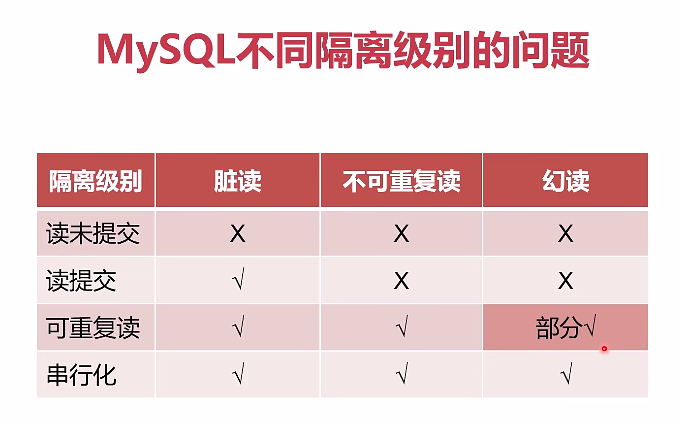 MySQL不同隔离级别的问题
隔离级别 脏读 不可重复读 幻读
读未提交 X X X
读提交 √ X X
可重复读 √ √ 部分√
串行化 √ √ √